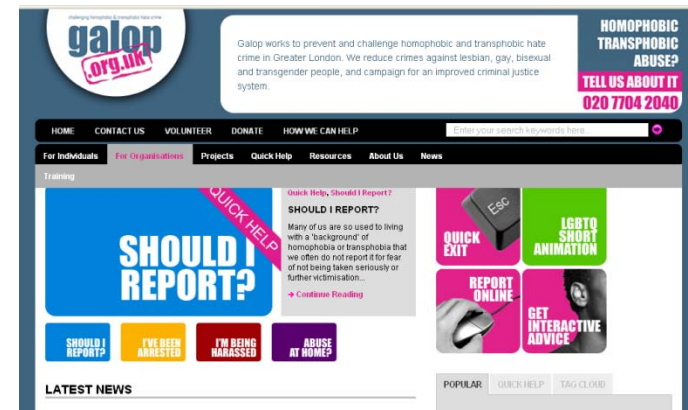 challenging homophobic & transphobic hate crime
galop
.org.uk
Galop works to prevent and challenge homophobic and transphobic hate
crime in Greater London. We reduce crimes against lesbian, gay, bisexual
and transgender people, and campaign for an improved criminal justice
system.
HOMOPHOBIC
TRANSPHOBIC
ABUSE?
TELL US ABOUT IT
020 7704 2040
HOME CONTACT US VOLUNTEER DONATE HOW WE CAN HELP
Enter your search keywords here...
For Individuals For Organisations Projects Quick Help Resources About Us News
Training
QUICK HELP
SHOULD I
REPORT?
Quick Help, Should I Report?
SHOULD I REPORT?
Many of us are so used to living
with a 'background' of
homophobia or transphobia that
we often do not report it for fear
of not being taken seriously or
further victimisation...
→ Continue Reading
Esc
QUICK
EXIT
LGBTQ
SHORT
ANIMATION
REPORT
ONLINE
GET
INTERACTIVE
ADVICE
SHOULD I
REPORT?
I'VE BEEN
ARRESTED
I'M BEING
HARASSED
ABUSE
AT HOME?
LATEST NEWS
POPULAR QUICK HELP TAG CLOUD